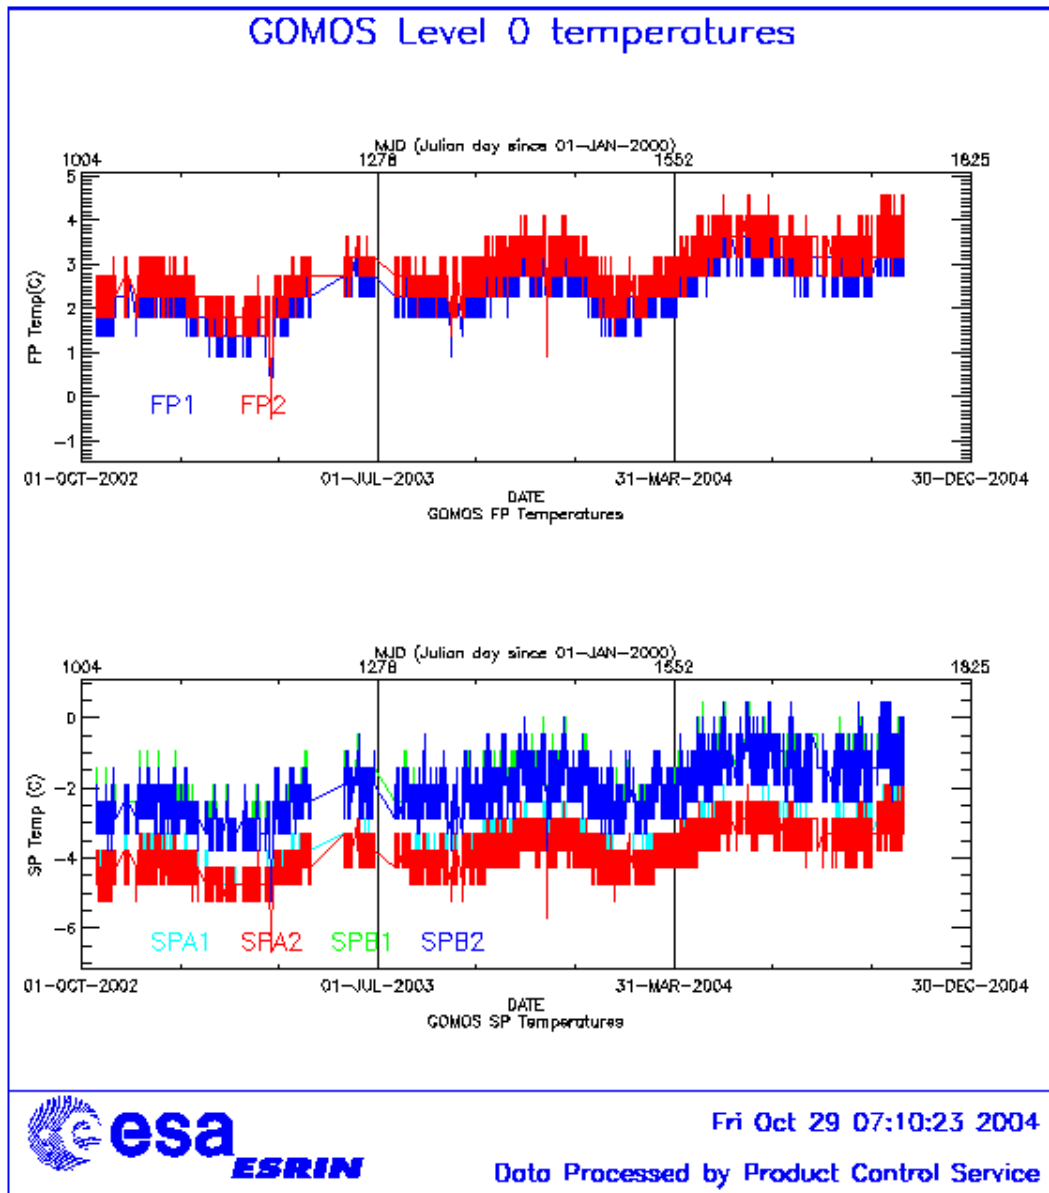 GOMOS Level 0 temperatures
MJD (Julian day since 01-JAN-2000)
1004 1278 1552 1825
5
4
3
2
1
0
-1
FP Temp(C)
FP1 FP2
01-OCT-2002 01-JUL-2003 31-MAR-2004 30-DEC-2004
DATE
GOMOS FP Temperatures
MJD (Julian day since 01-JAN-2000)
1004 1278 1552 1825
0
-2
-4
-6
SP Temp (C)
SPA1 SPA2 SPB1 SPB2
01-OCT-2002 01-JUL-2003 31-MAR-2004 30-DEC-2004
DATE
GOMOS SP Temperatures
esa
ESRIN
Fri Oct 29 07:10:23 2004
Data Processed by Product Control Service